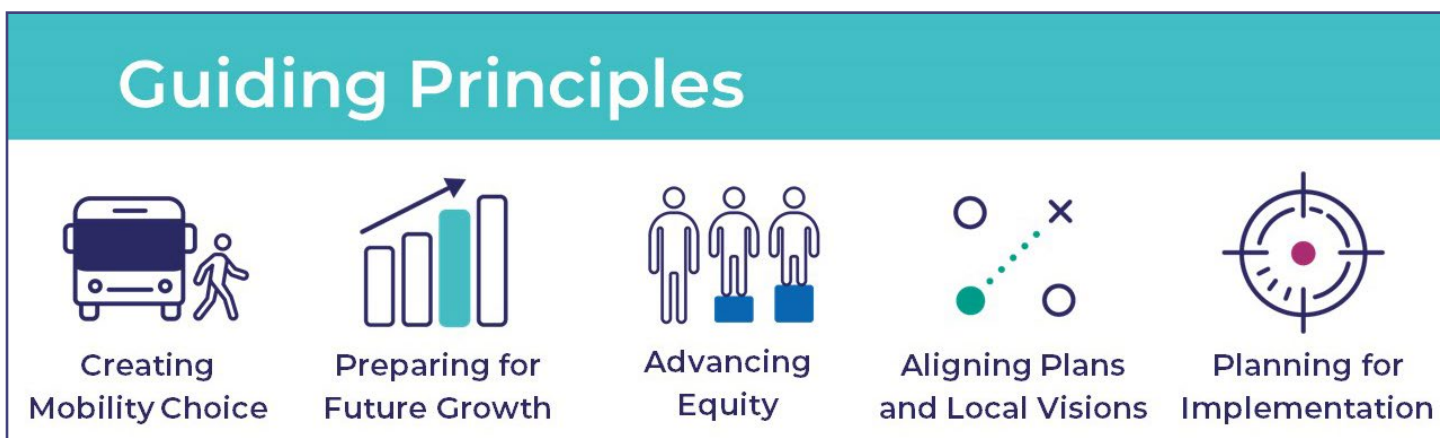 Guiding Principles
Creating
Mobility Choice
Preparing for
Future Growth
Advancing
Equity
Aligning Plans
and Local Visions
Planning for
Implementation